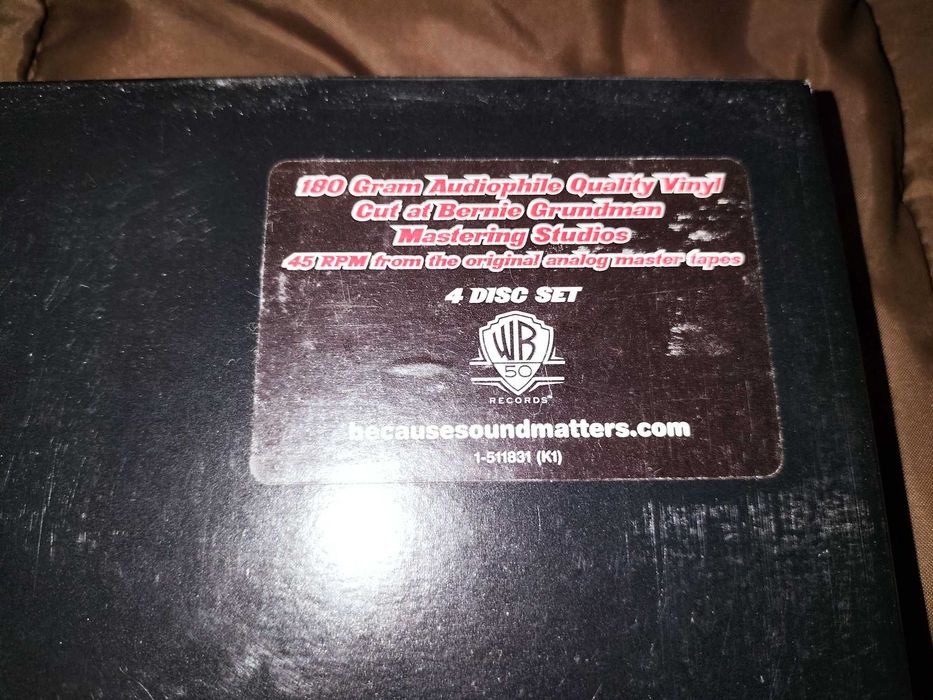 180 Gram Audiophile Quality Vinyl
Cut at Bernie Grundman
Mastering Studios
45 RPM from the original analog master tapes
4 DISC SET
WB
50
RECORDS
becausesoundmatters.com
1-511831 (K1)